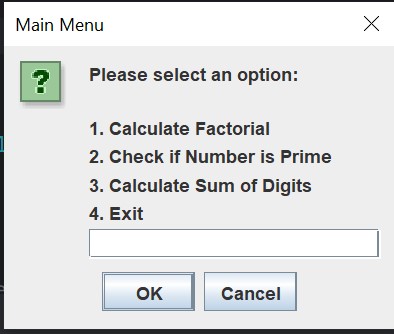 Main Menu
Please select an option:
1. Calculate Factorial
2. Check if Number is Prime
3. Calculate Sum of Digits
4. Exit
OK Cancel